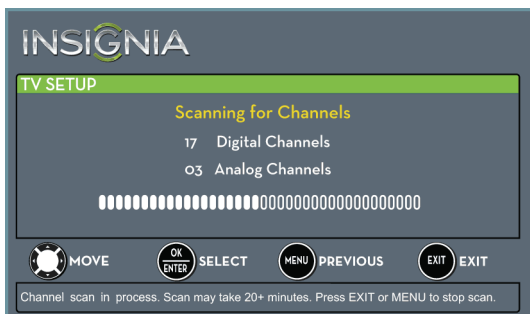 INSIGNIA
TV SETUP
Scanning for Channels
17 Digital Channels
03 Analog Channels
MOVE OK ENTER SELECT MENU PREVIOUS EXIT EXIT
Channel scan in process. Scan may take 20+ minutes. Press EXIT or MENU to stop scan.